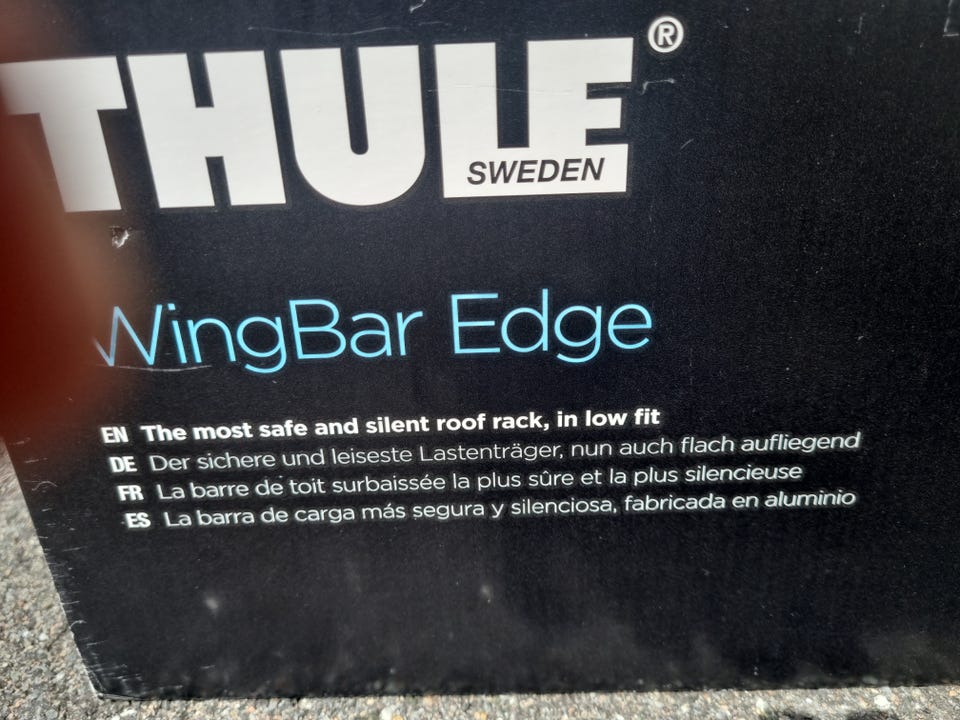 THULE®
SWEDEN
WingBar Edge
EN The most safe and silent roof rack, in low fit
DE Der sichere und leiseste Lastenträger, nun auch flach aufliegend
FR La barre de toit surbaissée la plus sûre et la plus silencieuse
ES La barra de carga más segura y silenciosa, fabricada en aluminio